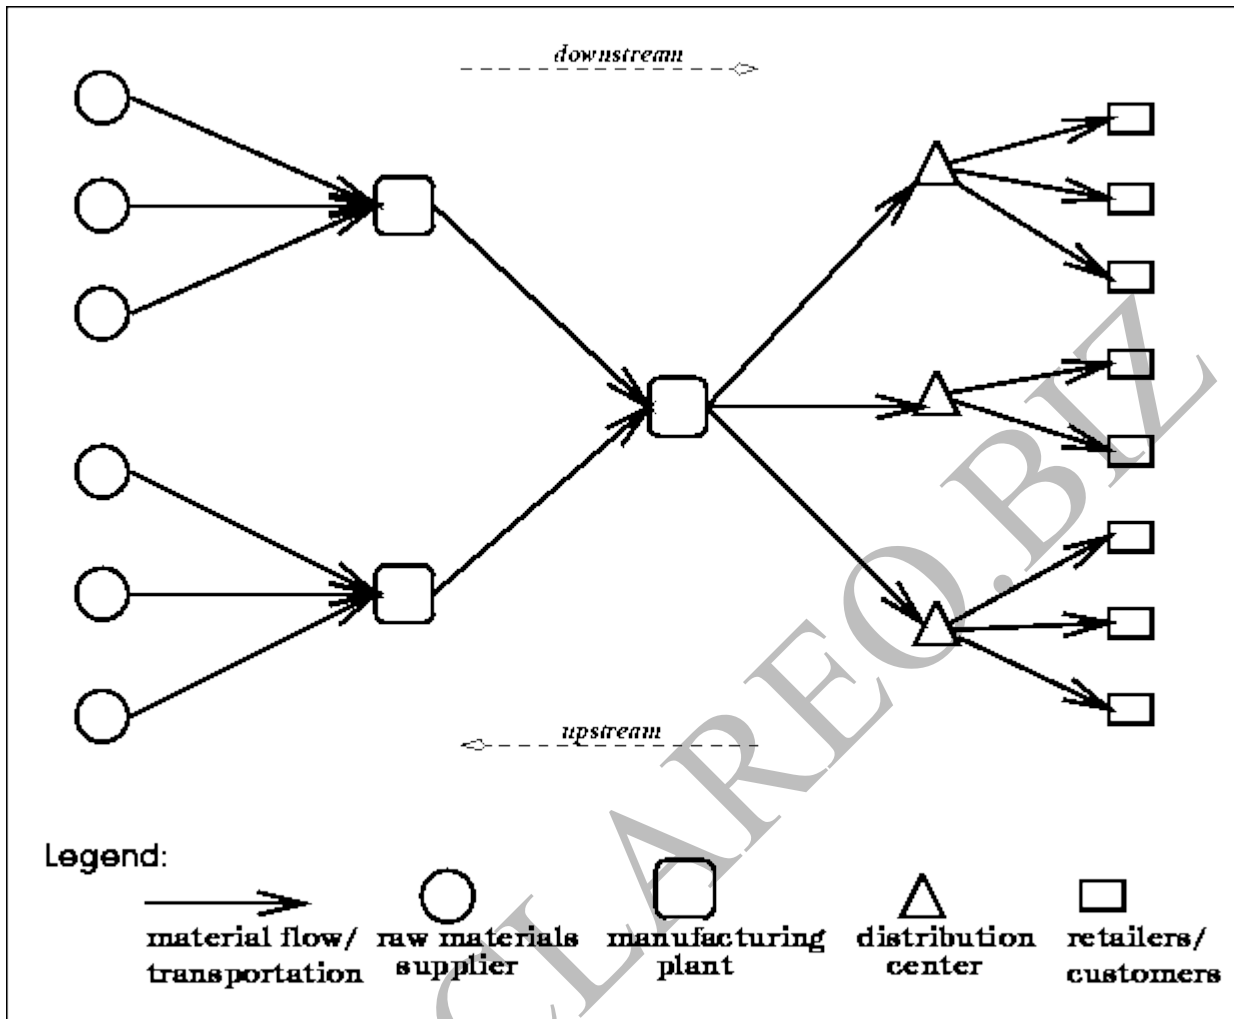 downstream
upstream
Legend:
material flow/
transportation
raw materials
supplier
manufacturing
plant
distribution
center
retailers/
customers
CLAREO.BIZ